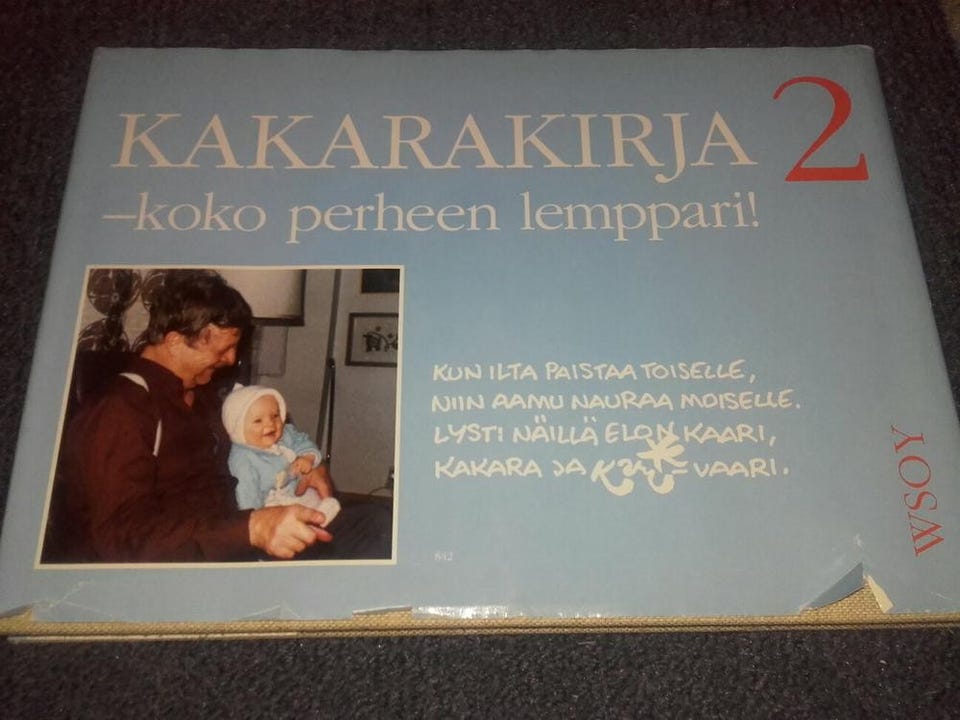 KAKARAKIRJA 2
–koko perheen lemppari!
KUN ILTA PAISTAA TOISELLE,
NIIN AAMU NAURAA MOISELLE.
LYSTI NÄILLÄ ELON KAARI,
KAKARA JA Kari-VAARI.
842
WSOY